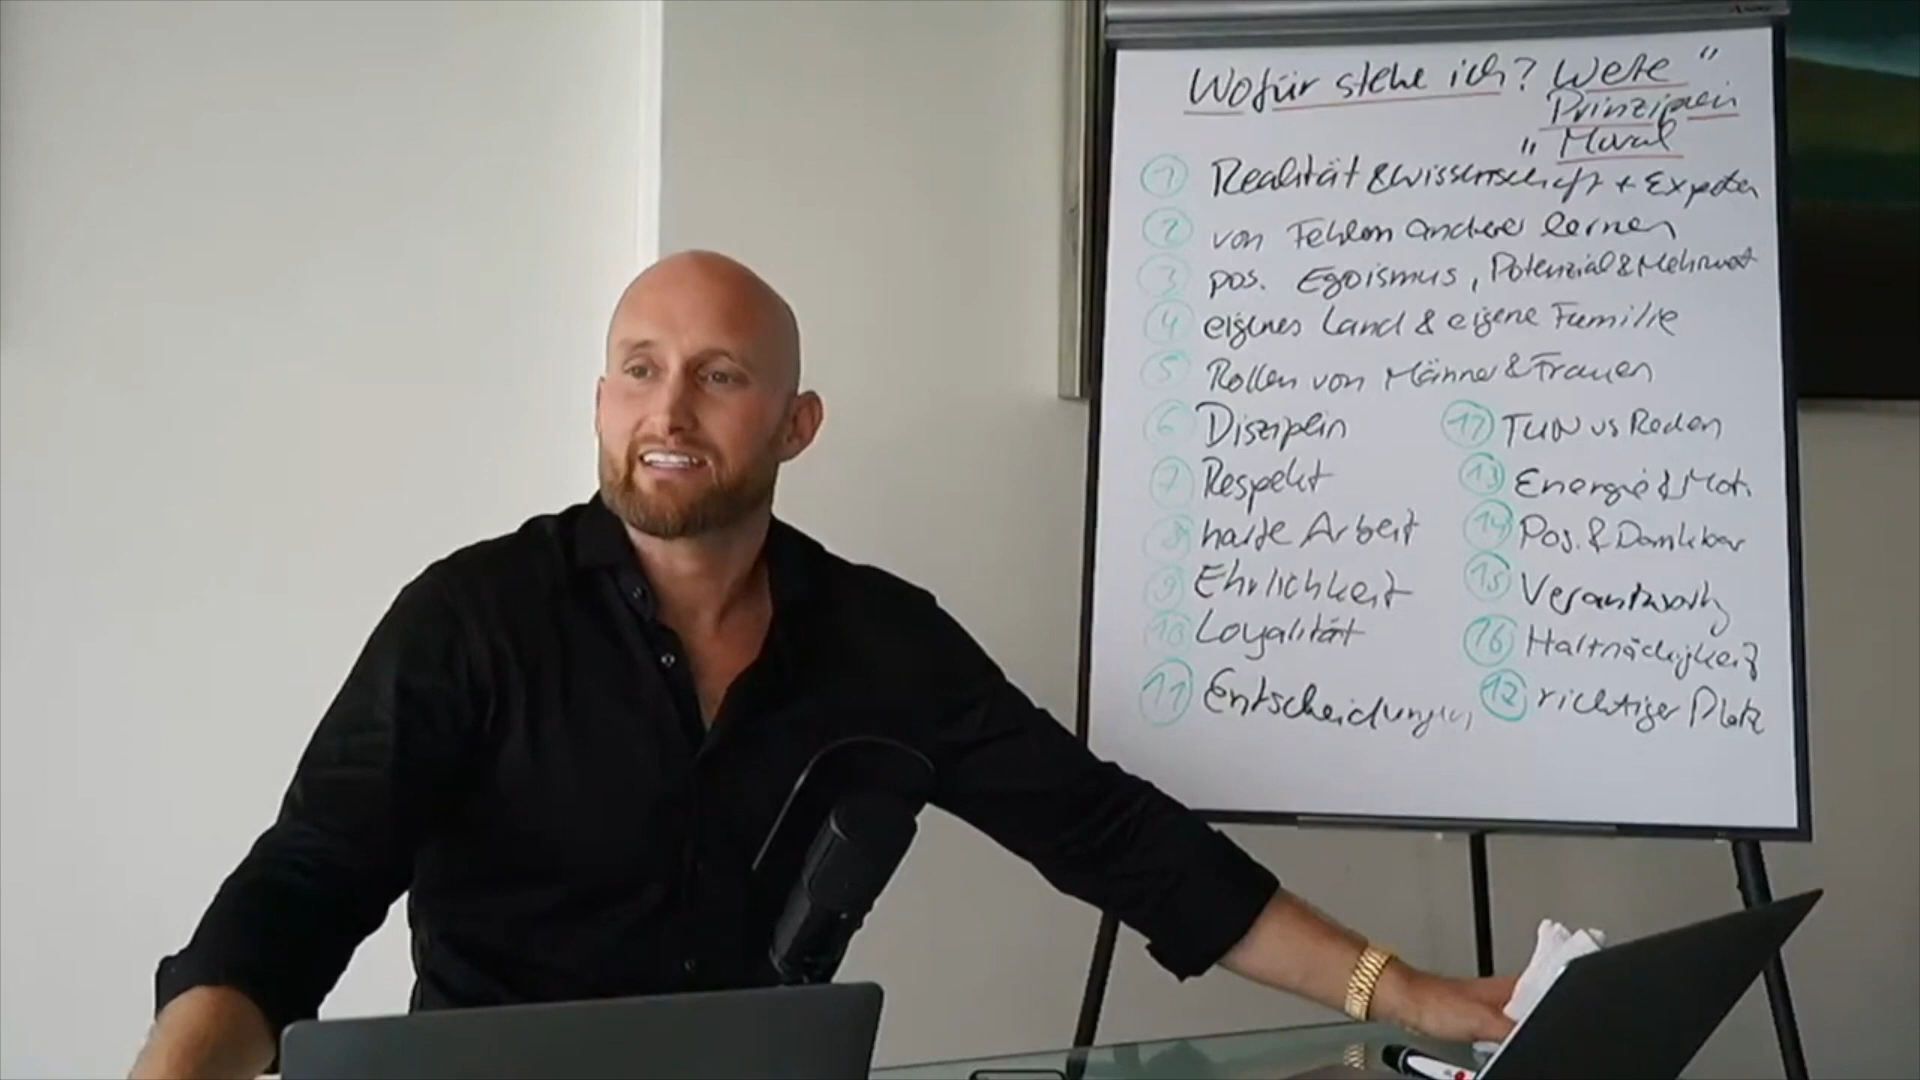 Wofür stehe ich? Werte "
Prinzipien
" Moral
1 Realität & Wissenschaft + Experten
2 von Fehlern anderer lernen
3 pos. Egoismus, Potenzial & Mehrwert
4 eigenes Land & eigene Familie
5 Rollen von Männer & Frauen
6 Disziplin
7 Respekt
8 harte Arbeit
9 Ehrlichkeit
10 Loyalität
11 Entscheidungen
12 TUN vs Reden
13 Energie & Mot.
14 Pos. & Dankbar
15 Verantwortg
16 Hartnäckigkeit
12 richtiger Platz